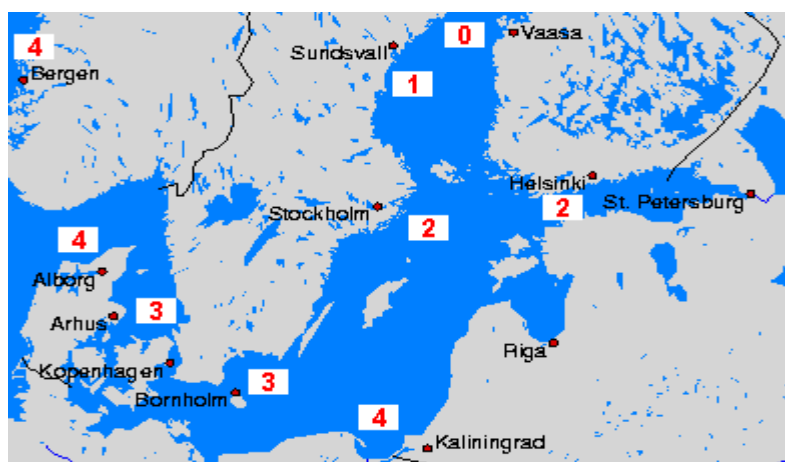 0
Vaasa
4
Sundsvall
Bergen
1
Helsinki
St. Petersburg
Stockholm
2
2
4
Alborg
3
Arhus
Riga
Kopenhagen
3
Bornholm
4
Kaliningrad